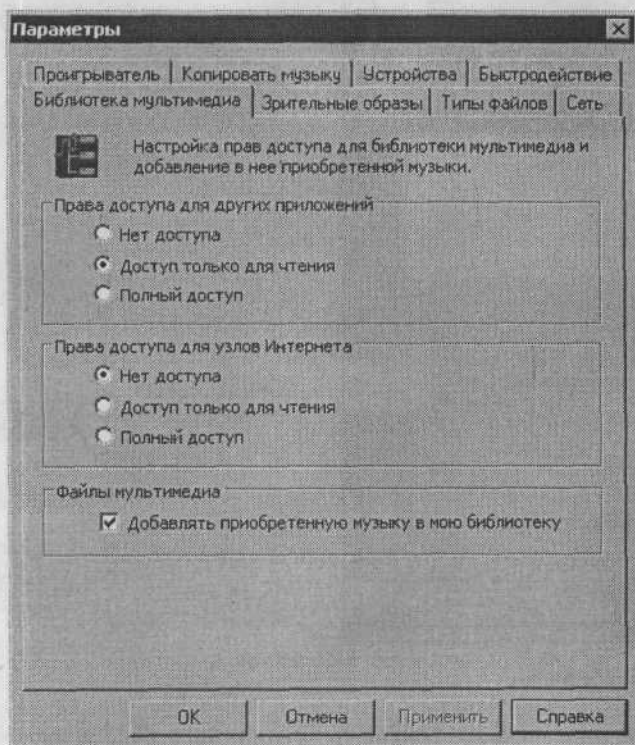 Параметры
Проигрыватель Копировать музыку Устройства Быстродействие
Библиотека мультимедиа Зрительные образы Типы файлов Сеть
Настройка прав доступа для библиотеки мультимедиа и
добавление в нее приобретенной музыки.
Права доступа для других приложений
Нет доступа
Доступ только для чтения
Полный доступ
Права доступа для узлов Интернета
Нет доступа
Доступ только для чтения
Полный доступ
Файлы мультимедиа
Добавлять приобретенную музыку в мою библиотеку
ОК Отмена Применить Справка